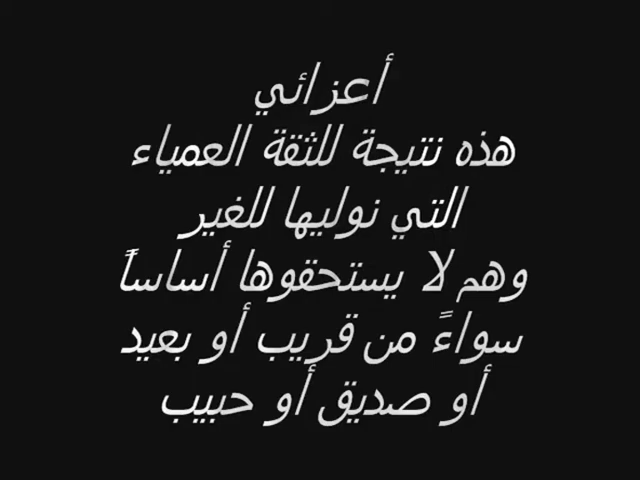 أعزائي
هذه نتيجة للثقة العمياء
التي نوليها للغير
وهم لا يستحقوها أساساً
سواءً من قريب أو بعيد
أو صديق أو حبيب